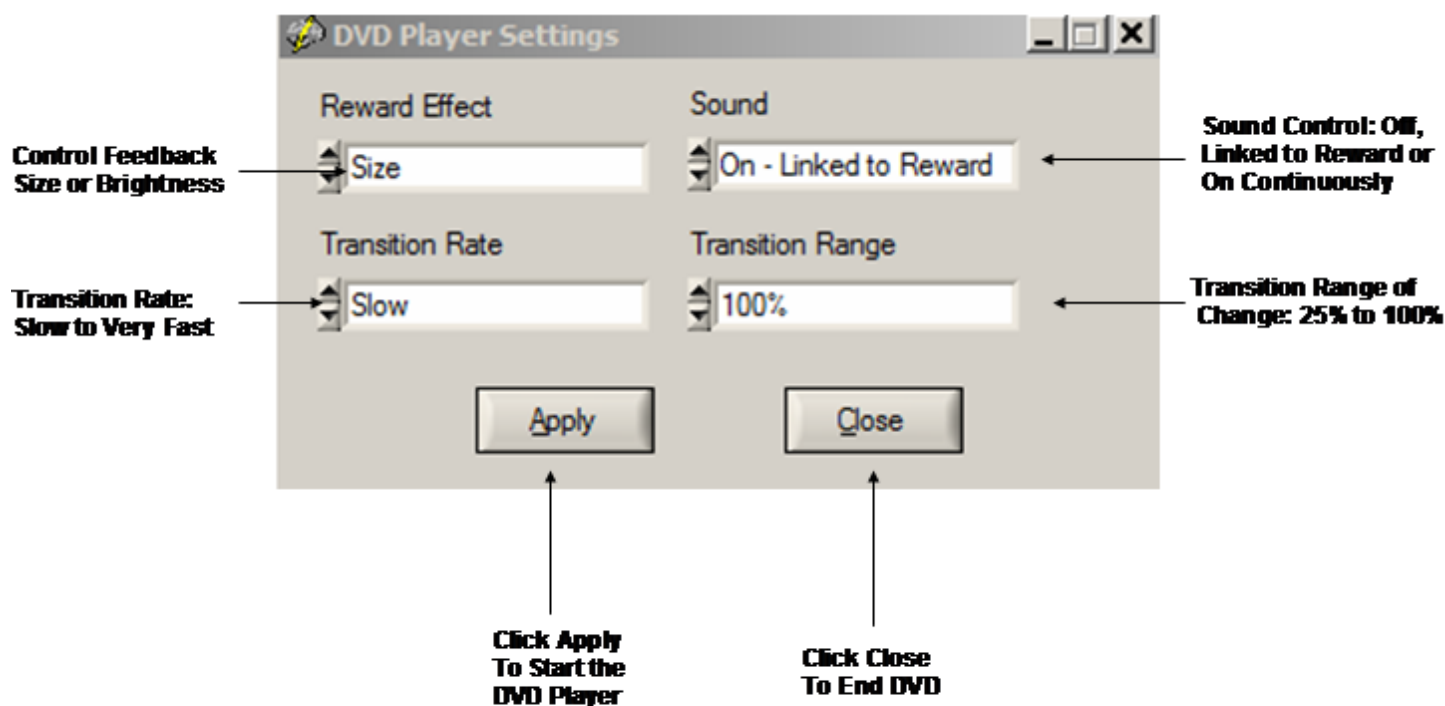 DVD Player Settings
Reward Effect
Sound
Control Feedback
Size or Brightness
Size
On - Linked to Reward
Sound Control: Off,
Linked to Reward or
On Continuously
Transition Rate
Transition Range
Transition Rate:
Slow to Very Fast
Slow
100%
Transition Range of
Change: 25% to 100%
Apply
Close
Click Apply
To Start the
DVD Player
Click Close
To End DVD